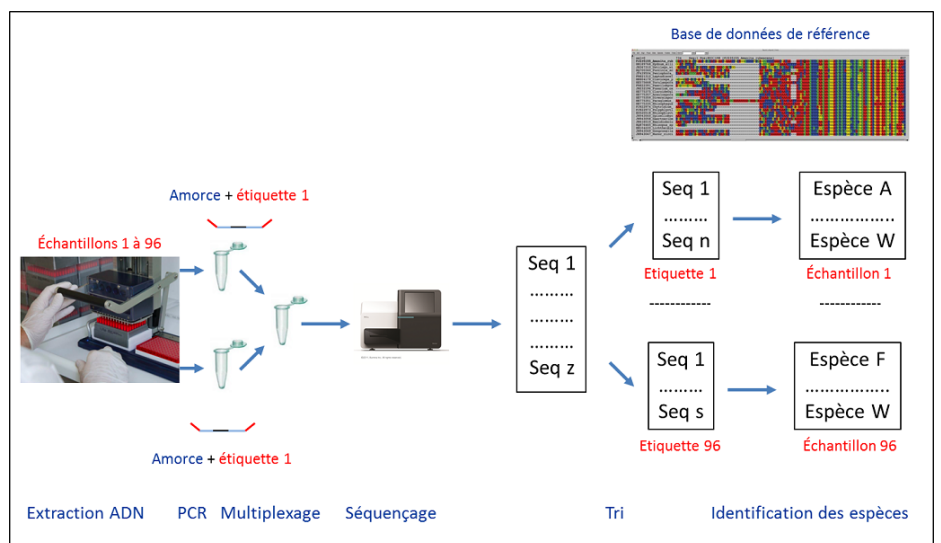 Base de données de référence
Amorce + étiquette 1
Échantillons 1 à 96
Seq 1
.........
Seq n
Etiquette 1
Espèce A
.................
Espèce W
Échantillon 1
------------
------------
Seq 1
.........
.........
.........
Seq z
Seq 1
.........
Seq s
Etiquette 96
Espèce F
.................
Espèce W
Échantillon 96
Amorce + étiquette 1
Extraction ADN
PCR
Multiplexage
Séquençage
Tri
Identification des espèces